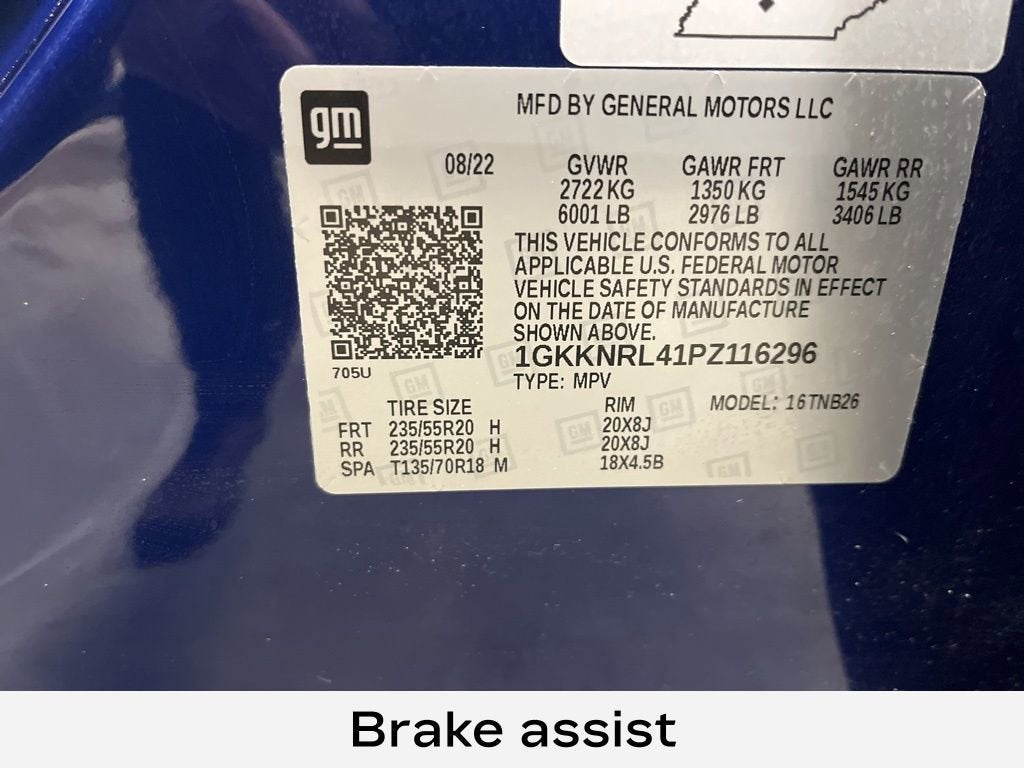 gm
MFD BY GENERAL MOTORS LLC
08/22 GVWR GAWR FRT GAWR RR
2722 KG 1350 KG 1545 KG
6001 LB 2976 LB 3406 LB
THIS VEHICLE CONFORMS TO ALL
APPLICABLE U.S. FEDERAL MOTOR
VEHICLE SAFETY STANDARDS IN EFFECT
ON THE DATE OF MANUFACTURE
SHOWN ABOVE.
1GKKNRL41PZ116296
705U
TYPE: MPV
TIRE SIZE RIM MODEL: 16TNB26
FRT 235/55R20 H 20X8J
RR 235/55R20 H 20X8J
SPA T135/70R18 M 18X4.5B
Brake assist